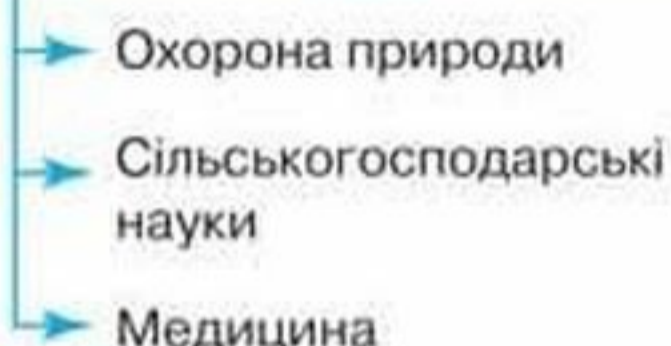 Охорона природи
Сільськогосподарські
науки
Медицина